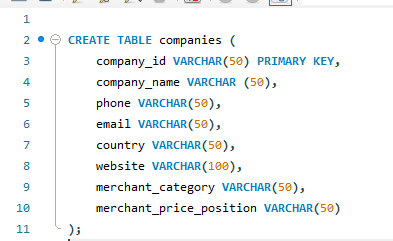 1
2 CREATE TABLE companies (
3 company_id VARCHAR(50) PRIMARY KEY,
4 company_name VARCHAR (50),
5 phone VARCHAR(50),
6 email VARCHAR(50),
7 country VARCHAR(50),
8 website VARCHAR(100),
9 merchant_category VARCHAR(50),
10 merchant_price_position VARCHAR(50)
11 );